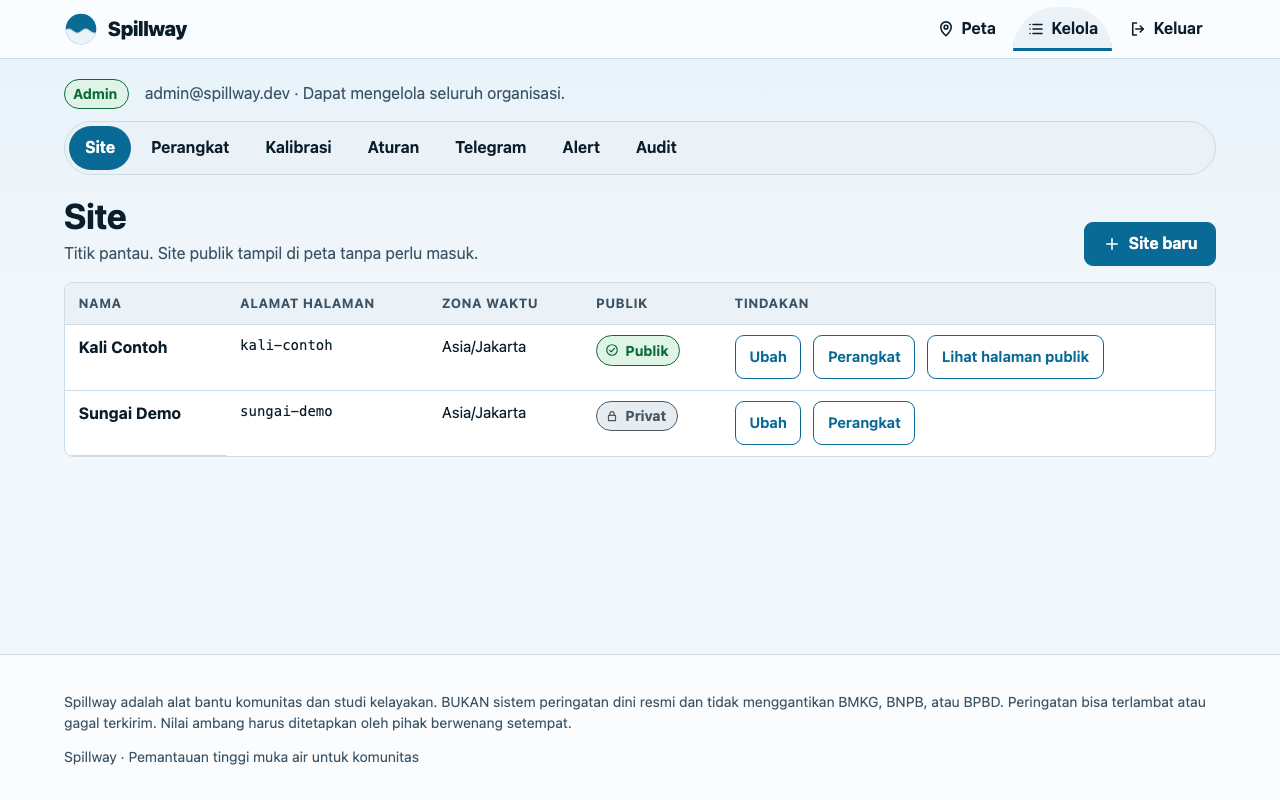 Spillway
Peta
Kelola
Keluar
Admin
admin@spillway.dev · Dapat mengelola seluruh organisasi.
Site
Perangkat
Kalibrasi
Aturan
Telegram
Alert
Audit
Site
Titik pantau. Site publik tampil di peta tanpa perlu masuk.
Site baru
NAMA ALAMAT HALAMAN ZONA WAKTU PUBLIK TINDAKAN
Kali Contoh kali-contoh Asia/Jakarta Publik Ubah Perangkat Lihat halaman publik
Sungai Demo sungai-demo Asia/Jakarta Privat Ubah Perangkat
Spillway adalah alat bantu komunitas dan studi kelayakan. BUKAN sistem peringatan dini resmi dan tidak menggantikan BMKG, BNPB, atau BPBD. Peringatan bisa terlambat atau
gagal terkirim. Nilai ambang harus ditetapkan oleh pihak berwenang setempat.
Spillway · Pemantauan tinggi muka air untuk komunitas